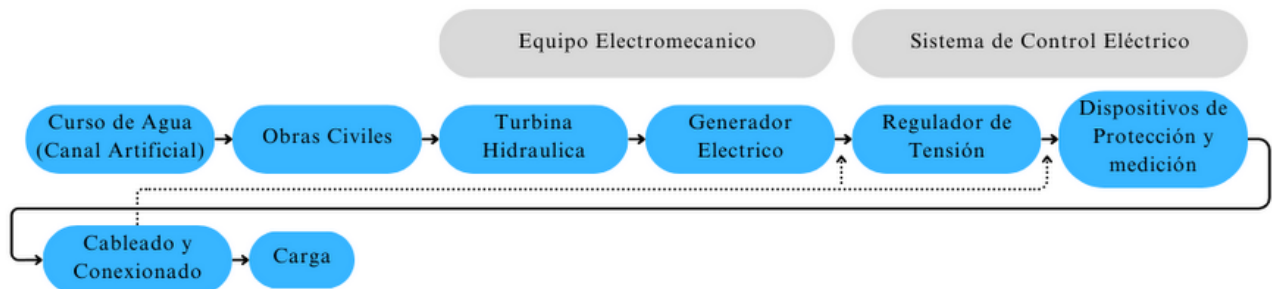 Equipo Electromecanico
Sistema de Control Eléctrico
Curso de Agua
(Canal Artificial)
Obras Civiles
Turbina
Hidraulica
Generador
Electrico
Regulador de
Tensión
Dispositivos de
Protección y
medición
Cableado y
Conexionado
Carga